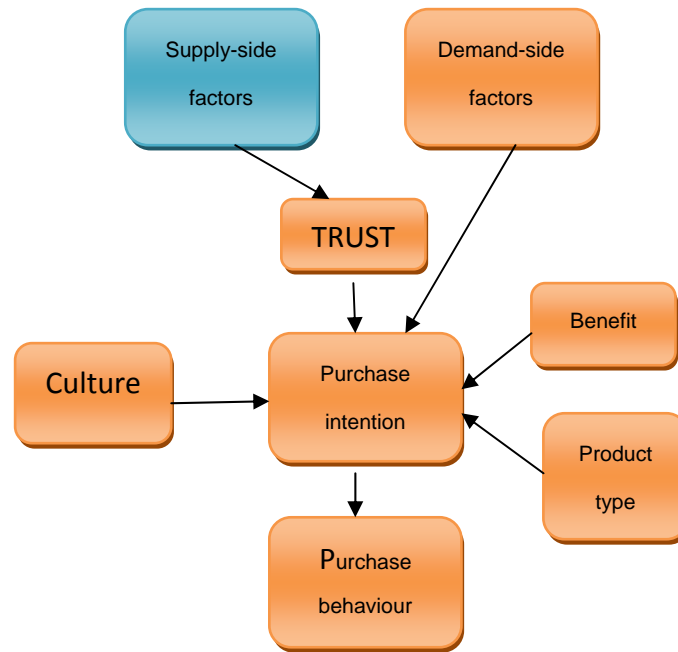 Supply-side
factors
Demand-side
factors
TRUST
Benefit
Culture
Purchase
intention
Product
type
Purchase
behaviour